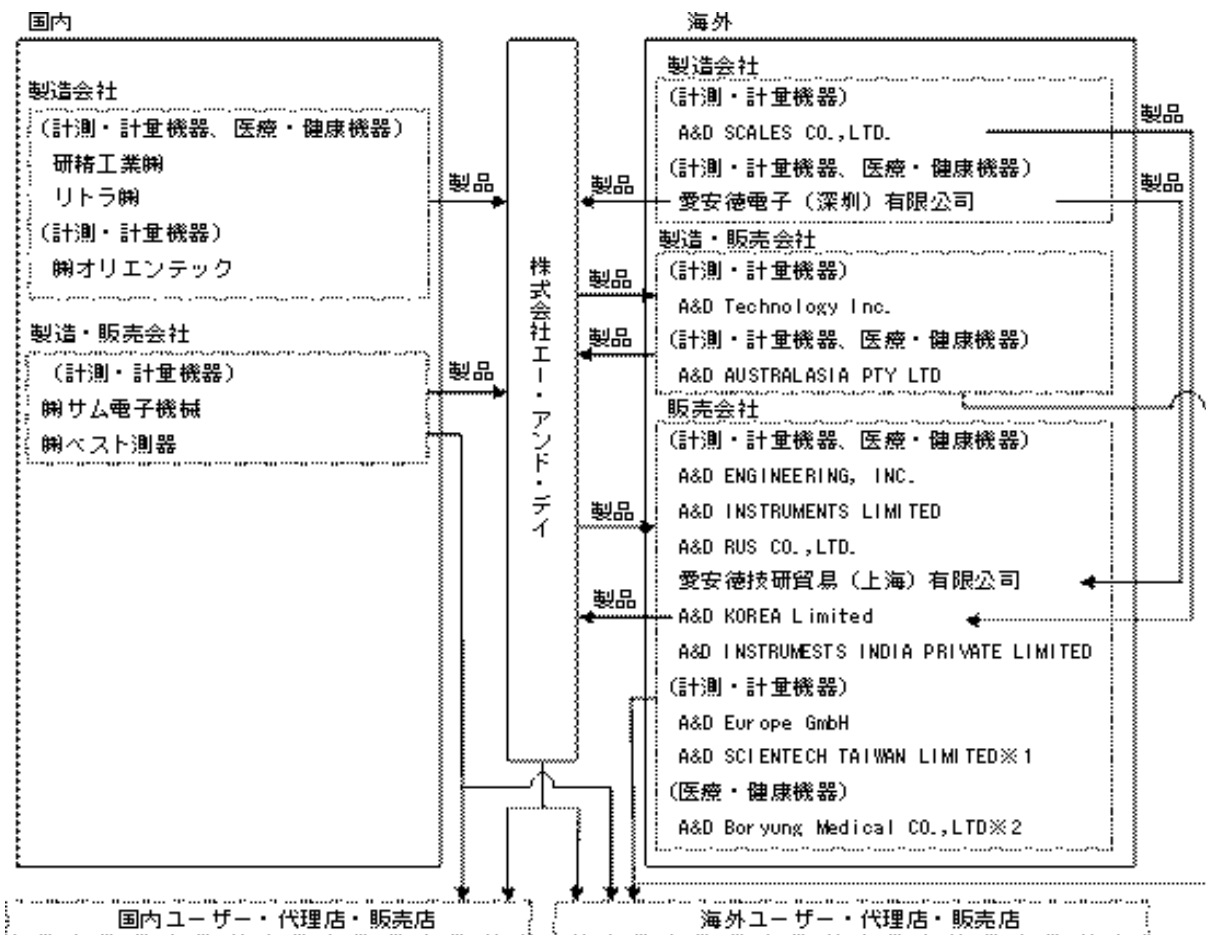 国内
製造会社
(計測・計量機器、医療・健康機器)
研精工業㈱
リトラ㈱
(計測・計量機器)
㈱オリエンテック
製造・販売会社
(計測・計量機器)
㈱サム電子機械
㈱ベスト測器
製品
製品
株式会社エー・アンド・デイ
製品
製品
製品
製品
製品
海外
製造会社
(計測・計量機器)
A&D SCALES CO.,LTD.
(計測・計量機器、医療・健康機器)
愛安徳電子（深圳）有限公司
製造・販売会社
(計測・計量機器)
A&D Technology Inc.
(計測・計量機器、医療・健康機器)
A&D AUSTRALASIA PTY LTD
販売会社
(計測・計量機器、医療・健康機器)
A&D ENGINEERING, INC.
A&D INSTRUMENTS LIMITED
A&D RUS CO.,LTD.
愛安徳技研貿易（上海）有限公司
A&D KOREA Limited
A&D INSTRUMESTS INDIA PRIVATE LIMITED
(計測・計量機器)
A&D Europe GmbH
A&D SCIENTECH TAIWAN LIMITED※1
(医療・健康機器)
A&D Boryung Medical CO.,LTD※2
製品
製品
国内ユーザー・代理店・販売店
海外ユーザー・代理店・販売店